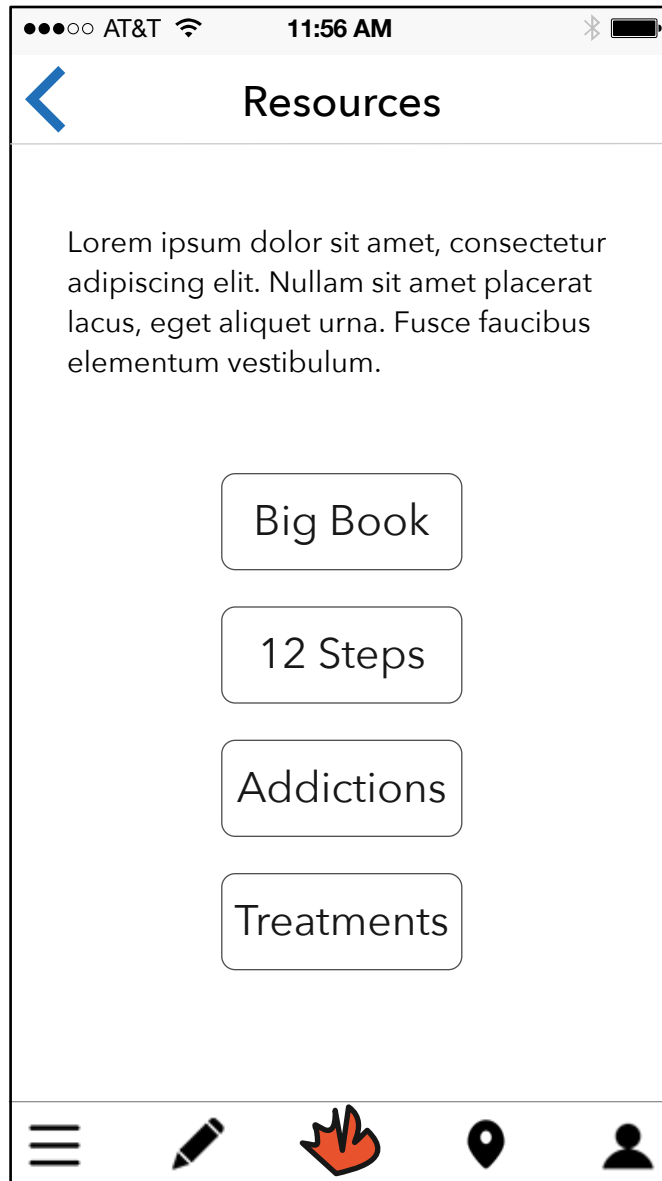 AT&T 11:56 AM
Resources
Lorem ipsum dolor sit amet, consectetur
adipiscing elit. Nullam sit amet placerat
lacus, eget aliquet urna. Fusce faucibus
elementum vestibulum.
Big Book
12 Steps
Addictions
Treatments